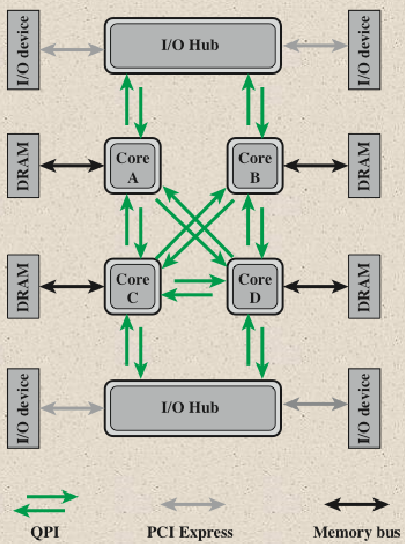 I/O device
I/O Hub
I/O device
DRAM
Core
A
Core
B
DRAM
DRAM
Core
C
Core
D
DRAM
I/O device
I/O Hub
I/O device
QPI
PCI Express
Memory bus